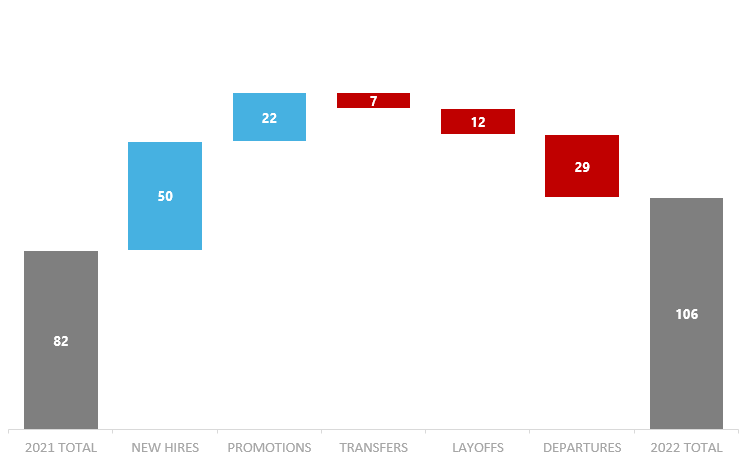 7
22
12
29
50
106
82
2021 TOTAL
NEW HIRES
PROMOTIONS
TRANSFERS
LAYOFFS
DEPARTURES
2022 TOTAL